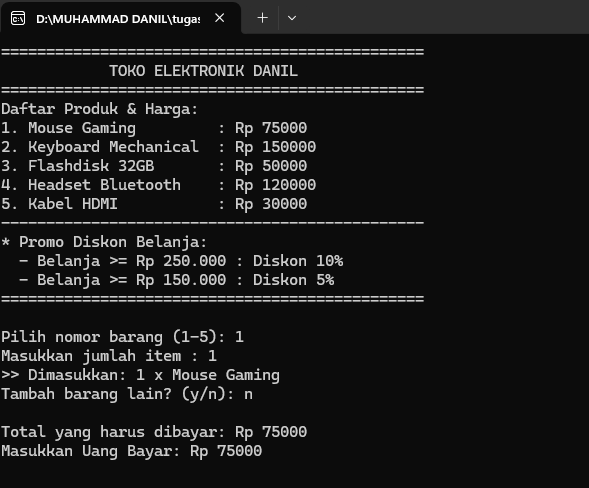 D:\MUHAMMAD DANIL\tugas
===============================================
            TOKO ELEKTRONIK DANIL
===============================================
Daftar Produk & Harga:
1. Mouse Gaming         : Rp 75000
2. Keyboard Mechanical  : Rp 150000
3. Flashdisk 32GB       : Rp 50000
4. Headset Bluetooth    : Rp 120000
5. Kabel HDMI           : Rp 30000
-----------------------------------------------
* Promo Diskon Belanja:
  - Belanja >= Rp 250.000 : Diskon 10%
  - Belanja >= Rp 150.000 : Diskon 5%
===============================================

Pilih nomor barang (1-5): 1
Masukkan jumlah item : 1
>> Dimasukkan: 1 x Mouse Gaming
Tambah barang lain? (y/n): n

Total yang harus dibayar: Rp 75000
Masukkan Uang Bayar: Rp 75000